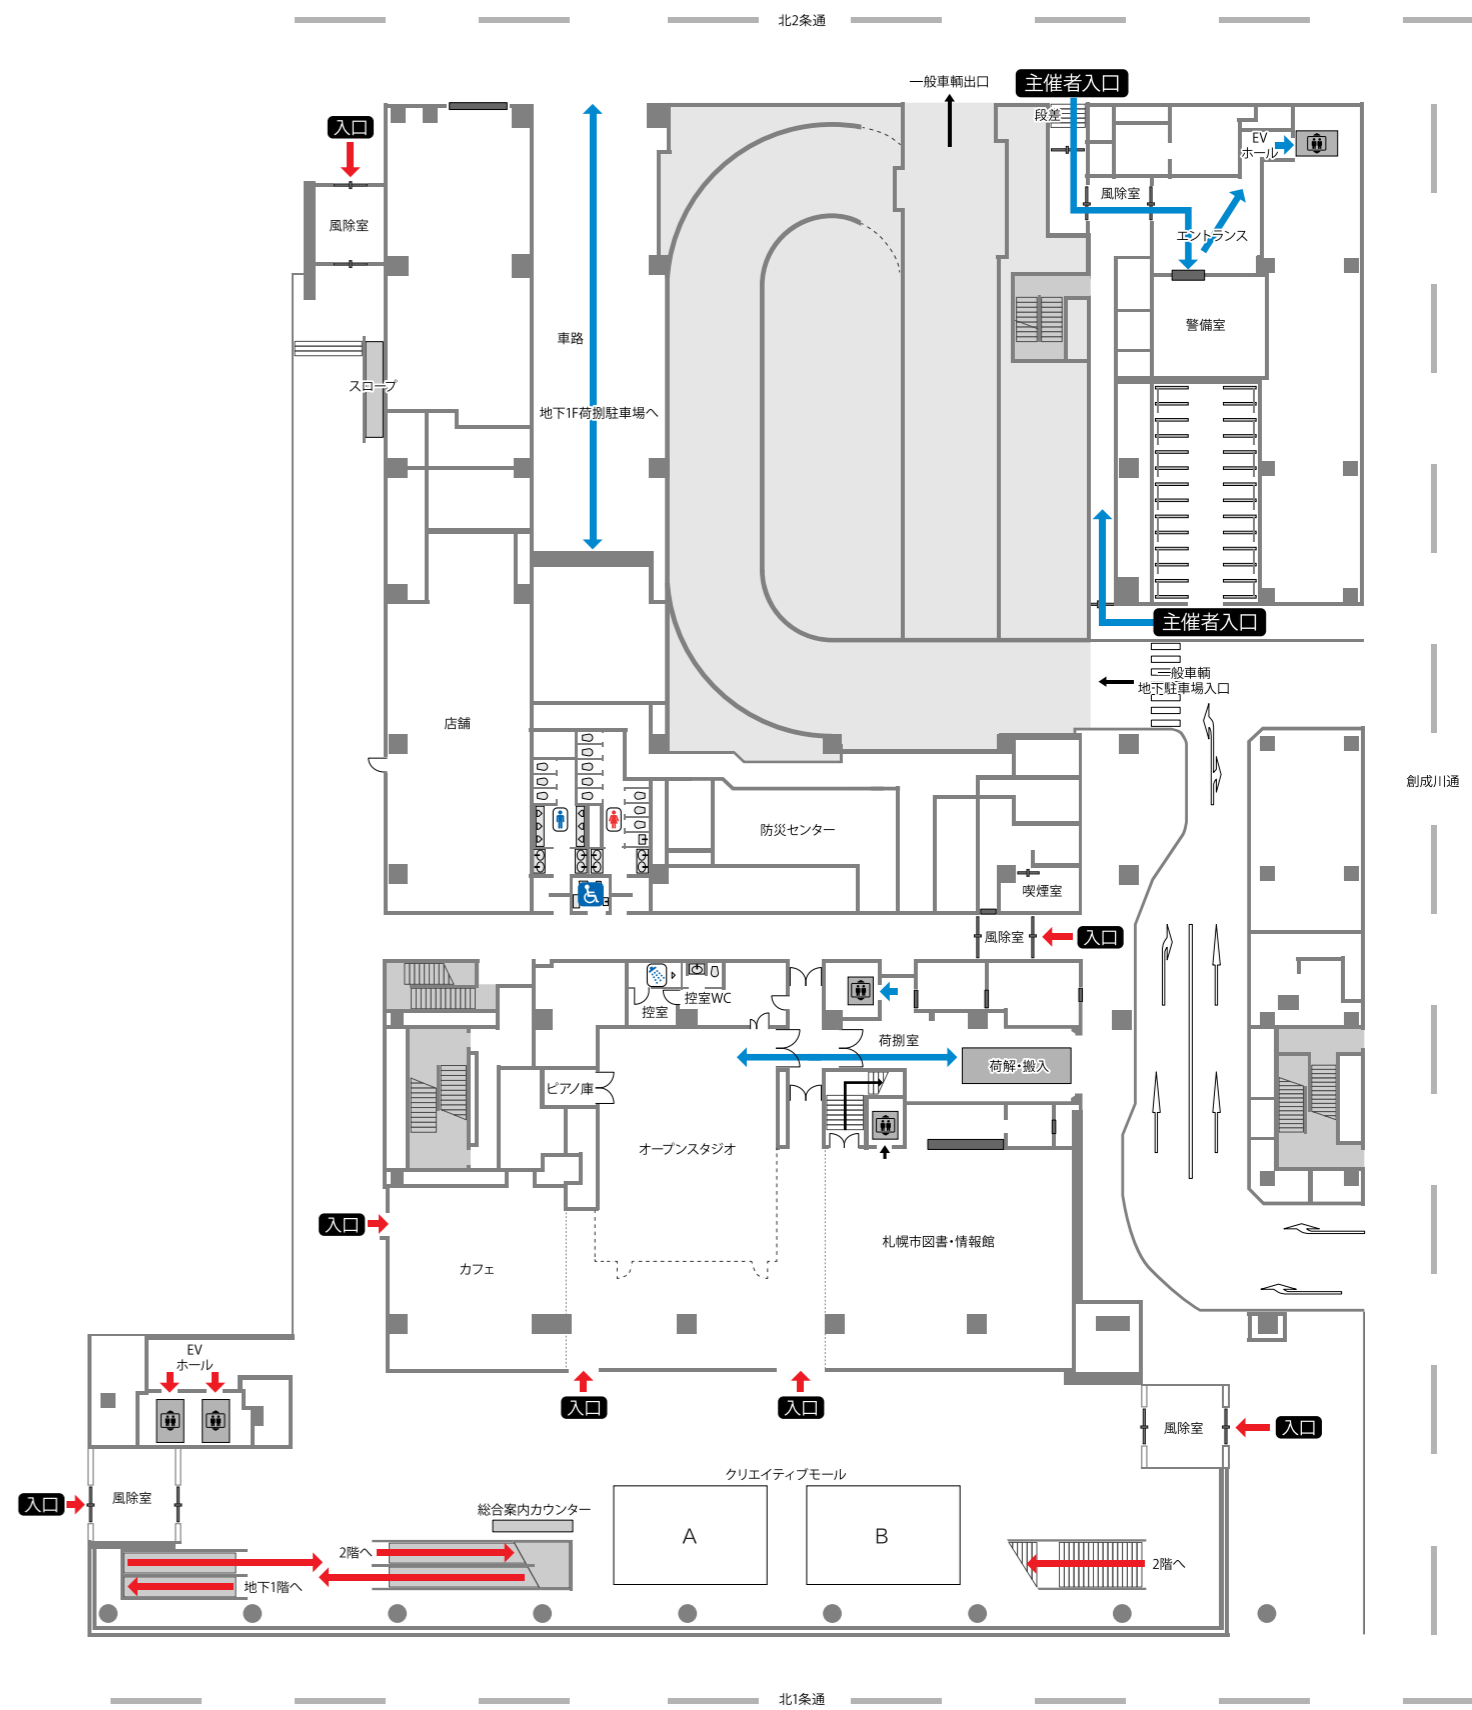 北2条通
一般車輌出口
主催者入口
段差
入口
EV
ホール
風除室
風除室
エントランス
警備室
車路
スロープ
地下1F荷捌駐車場へ
主催者入口
一般車輌
地下駐車場入口
店舗
創成川通
防災センター
喫煙室
風除室
入口
控室
控室WC
荷捌室
荷解・搬入
ピアノ庫
オープンスタジオ
入口
カフェ
札幌市図書・情報館
EV
ホール
入口
入口
風除室
入口
クリエイティブモール
入口
風除室
総合案内カウンター
A
B
2階へ
地下1階へ
2階へ
北1条通